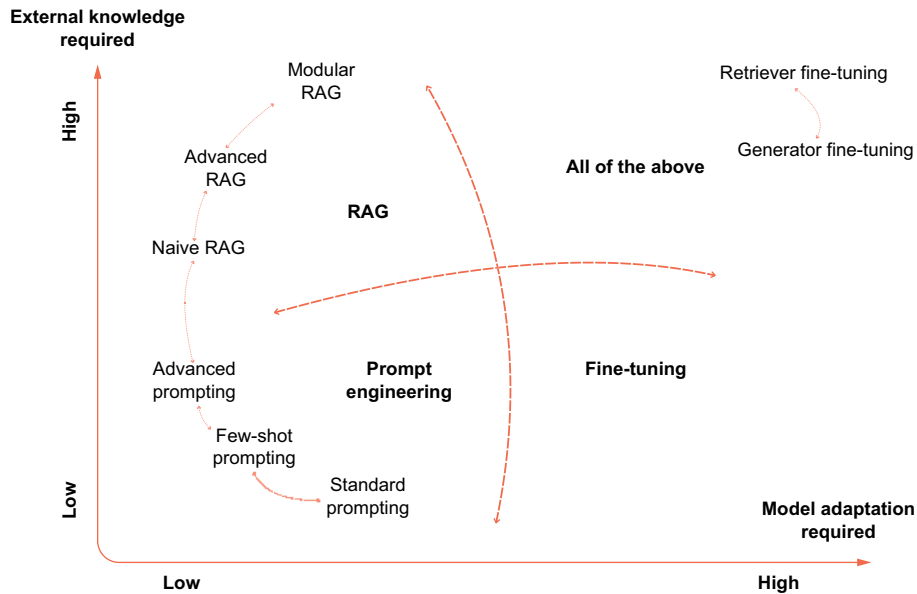 External knowledge
required
High
Low
Modular
RAG
Advanced
RAG
Naive RAG
Advanced
prompting
Few-shot
prompting
Standard
prompting
RAG
Prompt
engineering
All of the above
Fine-tuning
Retriever fine-tuning
Generator fine-tuning
Model adaptation
required
Low
High